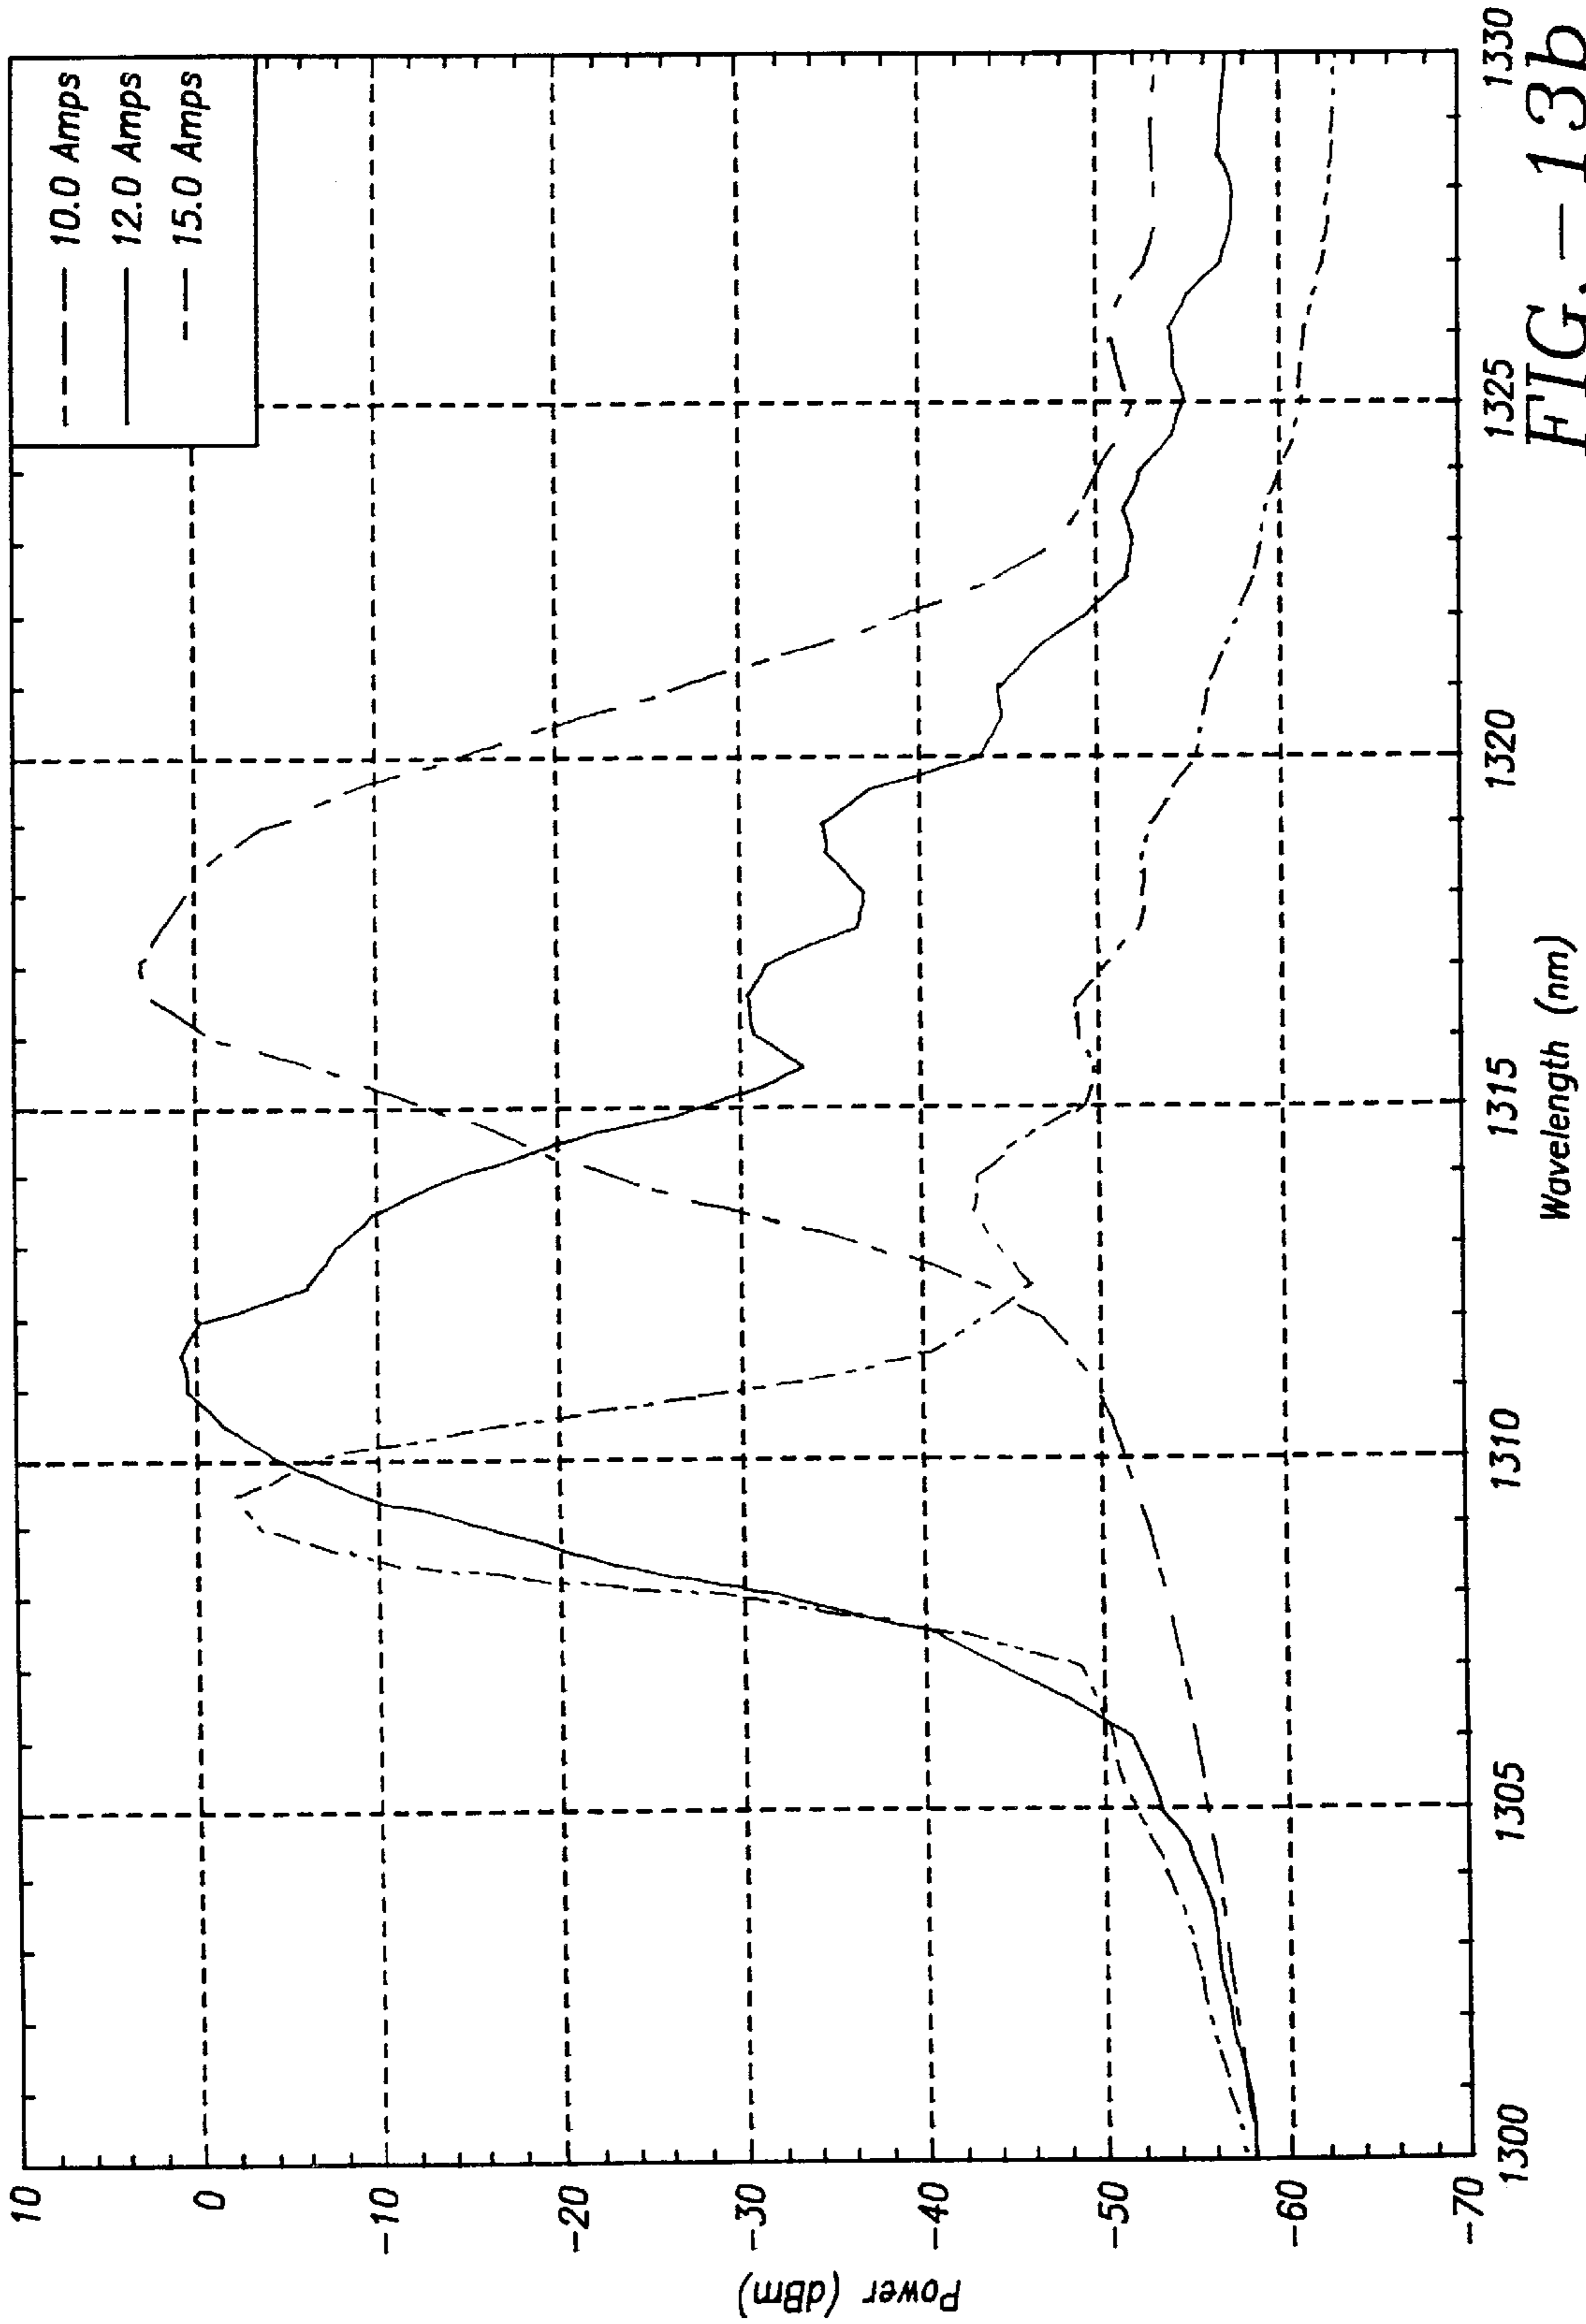 10.0 Amps
12.0 Amps
15.0 Amps
10
0
-10
-20
-30
-40
-50
-60
-70
Power (dBm)
1300
1305
1310
1315
1320
1325
1330
Wavelength (nm)
FIG.-13b